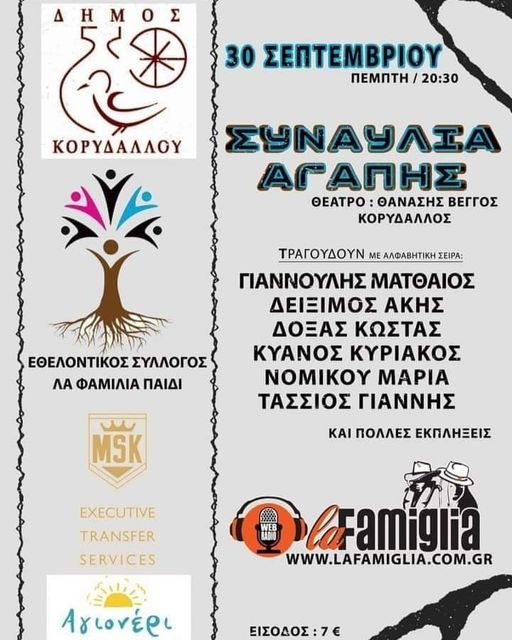 ΔΗΜΟΣ
ΚΟΡΥΔΑΛΛΟΥ
ΕΘΕΛΟΝΤΙΚΟΣ ΣΥΛΛΟΓΟΣ
ΛΑ ΦΑΜΙΛΙΑ ΠΑΙΔΙ
MSK
EXECUTIVE
TRANSFER
SERVICES
Αγιονέρι
30 ΣΕΠΤΕΜΒΡΙΟΥ
ΠΕΜΠΤΗ / 20:30
ΣΥΝΑΥΛΙΑ
ΑΓΑΠΗΣ
ΘΕΑΤΡΟ : ΘΑΝΑΣΗΣ ΒΕΓΓΟΣ
ΚΟΡΥΔΑΛΛΟΣ
ΤΡΑΓΟΥΔΟΥΝ ΜΕ ΑΛΦΑΒΗΤΙΚΗ ΣΕΙΡΑ:
ΓΙΑΝΝΟΥΛΗΣ ΜΑΤΘΑΙΟΣ
ΔΕΙΞΙΜΟΣ ΑΚΗΣ
ΔΟΞΑΣ ΚΩΣΤΑΣ
ΚΥΑΝΟΣ ΚΥΡΙΑΚΟΣ
ΝΟΜΙΚΟΥ ΜΑΡΙΑ
ΤΑΣΣΙΟΣ ΓΙΑΝΝΗΣ
ΚΑΙ ΠΟΛΛΕΣ ΕΚΠΛΗΞΕΙΣ
WEB
RADIO
la Famiglia
WWW.LAFAMIGLIA.COM.GR
ΕΙΣΟΔΟΣ : 7 €